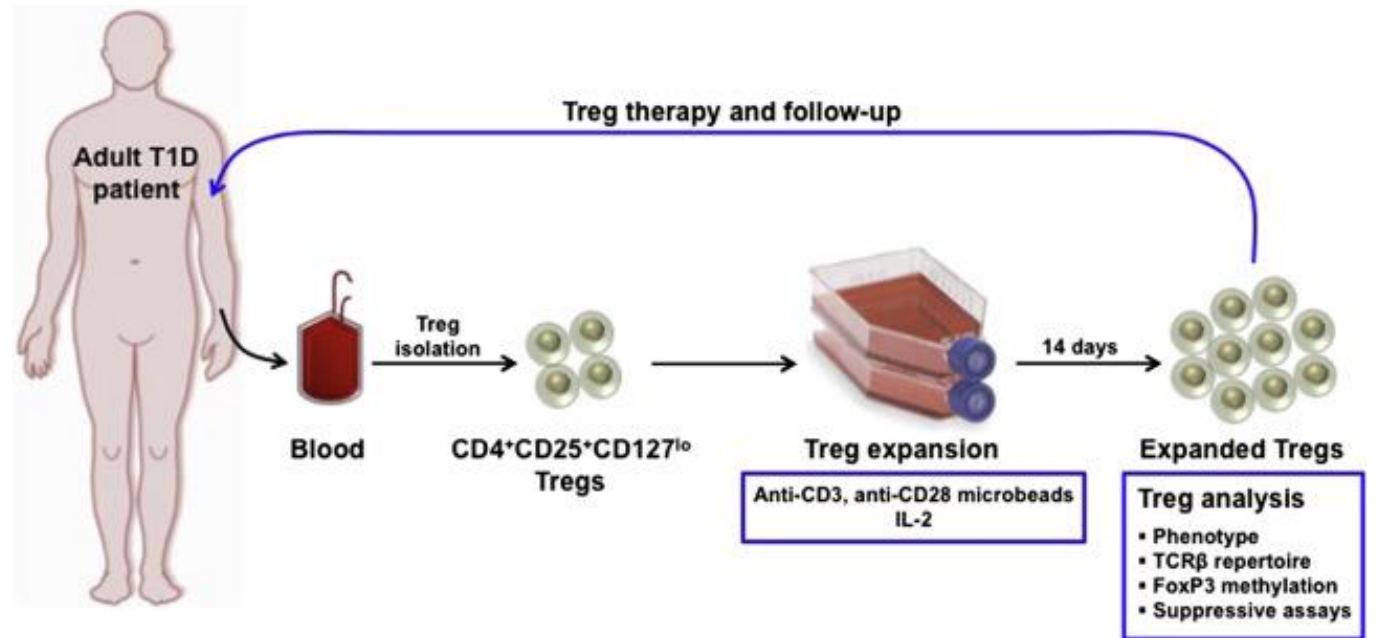 Treg therapy and follow-up
Adult T1D
patient
Treg
isolation
14 days
Blood
CD4⁺CD25⁺CD127ˡᵒ
Tregs
Treg expansion
Anti-CD3, anti-CD28 microbeads
IL-2
Expanded Tregs
Treg analysis
▪ Phenotype
▪ TCRβ repertoire
▪ FoxP3 methylation
▪ Suppressive assays